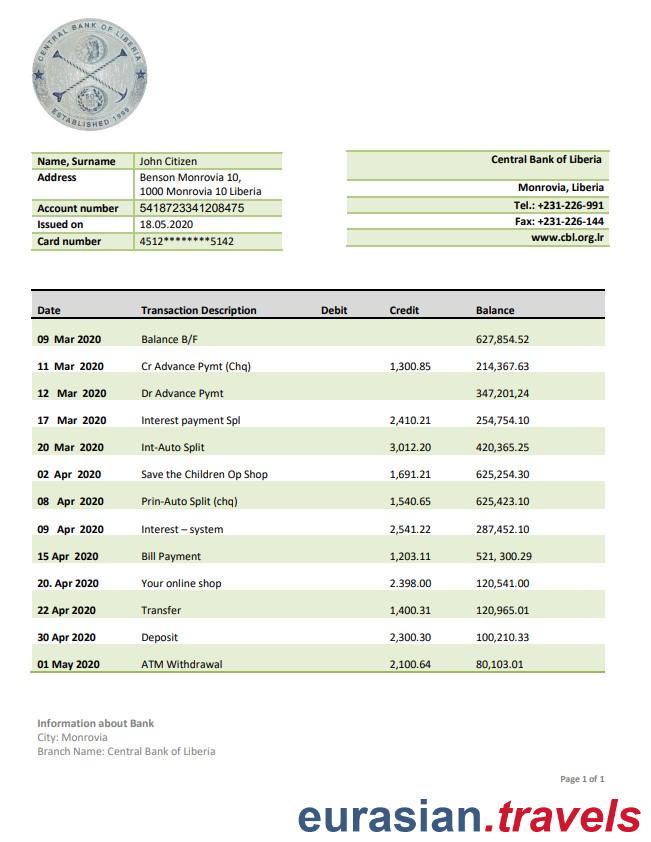 CENTRAL BANK OF LIBERIA
ESTABLISHED 1999
Name, Surname John Citizen
Address Benson Monrovia 10,
1000 Monrovia 10 Liberia
Account number 5418723341208475
Issued on 18.05.2020
Card number 4512********5142
Central Bank of Liberia
Monrovia, Liberia
Tel.: +231-226-991
Fax: +231-226-144
www.cbl.org.lr
Date Transaction Description Debit Credit Balance
09 Mar 2020 Balance B/F 627,854.52
11 Mar 2020 Cr Advance Pymt (Chq) 1,300.85 214,367.63
12 Mar 2020 Dr Advance Pymt 347,201,24
17 Mar 2020 Interest payment Spl 2,410.21 254,754.10
20 Mar 2020 Int-Auto Split 3,012.20 420,365.25
02 Apr 2020 Save the Children Op Shop 1,691.21 625,254.30
08 Apr 2020 Prin-Auto Split (chq) 1,540.65 625,423.10
09 Apr 2020 Interest – system 2,541.22 287,452.10
15 Apr 2020 Bill Payment 1,203.11 521, 300.29
20. Apr 2020 Your online shop 2.398.00 120,541.00
22 Apr 2020 Transfer 1,400.31 120,965.01
30 Apr 2020 Deposit 2,300.30 100,210.33
01 May 2020 ATM Withdrawal 2,100.64 80,103.01
Information about Bank
City: Monrovia
Branch Name: Central Bank of Liberia
Page 1 of 1
eurasian.travels